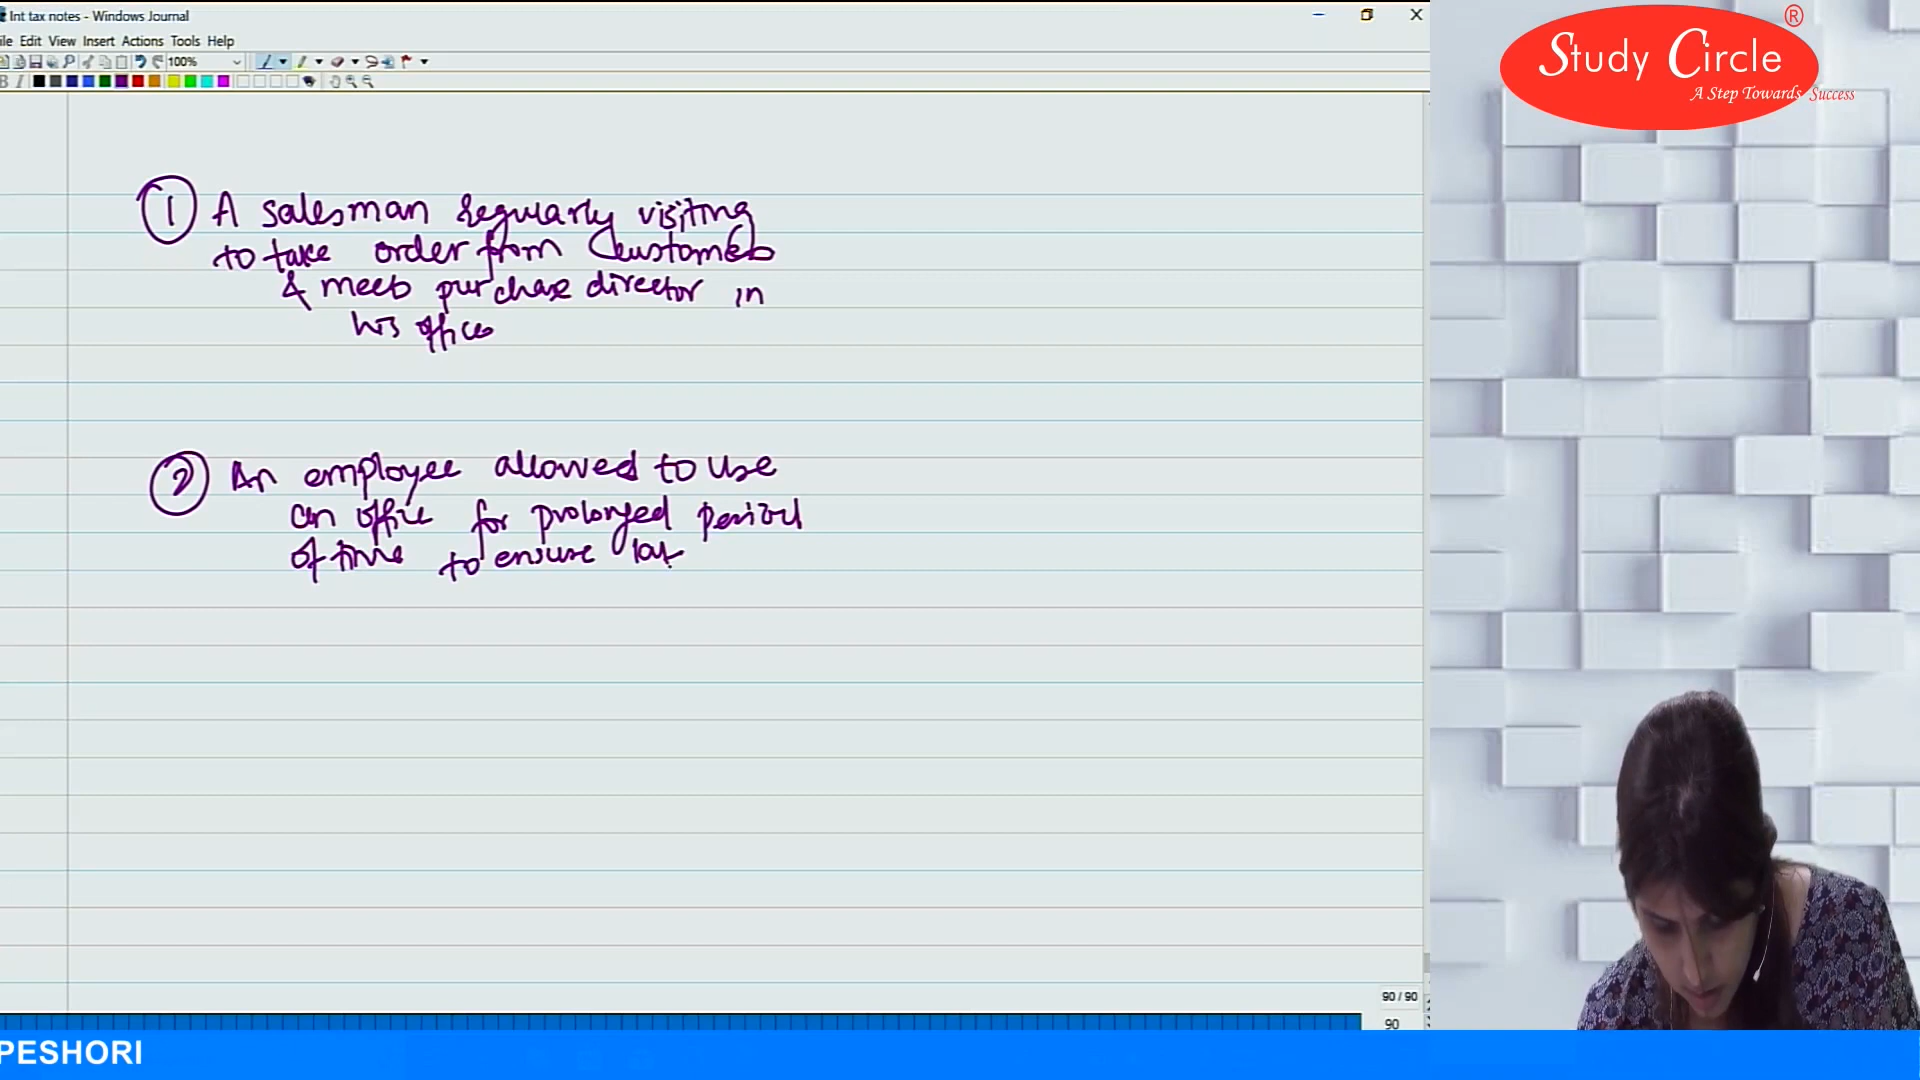 Int tax notes - Windows Journal
ile Edit View Insert Actions Tools Help
100%
B I
Study Circle ®
A Step Towards Success
① A salesman regularly visiting
to take order from customers
& meets purchase director in
his office
② An employee allowed to use
an office for prolonged period
of time to ensure
90 / 90
90
PESHORI